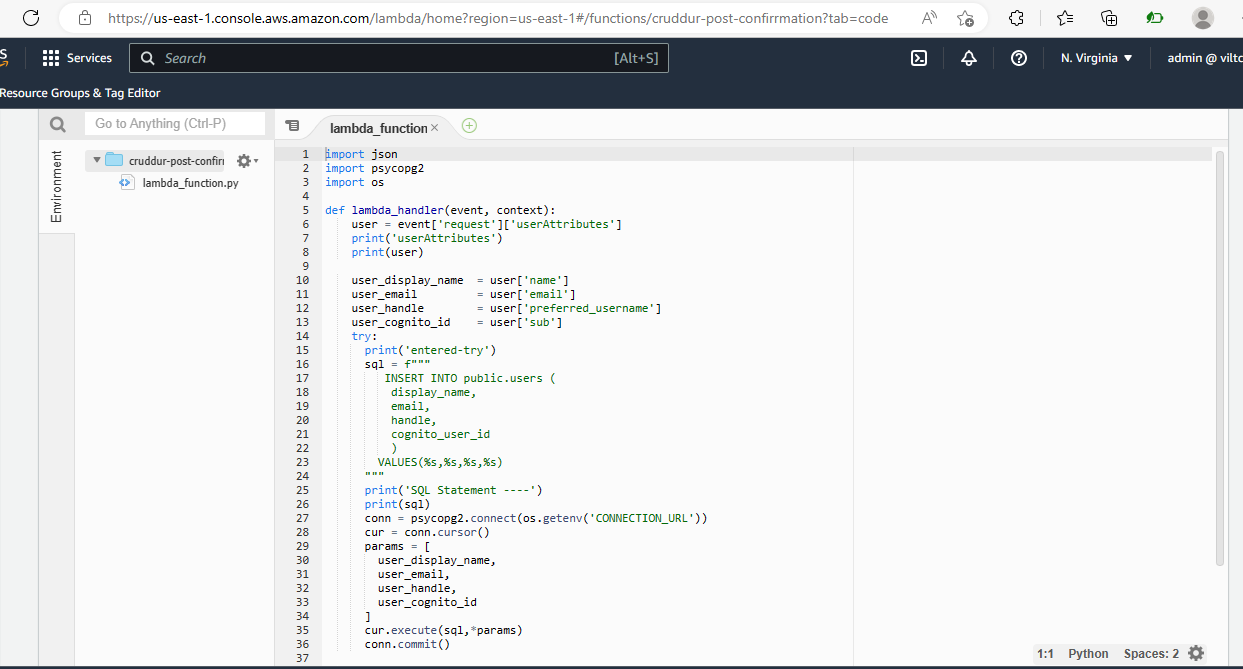 https://us-east-1.console.aws.amazon.com/lambda/home?region=us-east-1#/functions/cruddur-post-confirrmation?tab=code
Services
Search
[Alt+S]
N. Virginia
admin @ viltc
Resource Groups & Tag Editor
Go to Anything (Ctrl-P)
lambda_function
Environment
cruddur-post-confirr
lambda_function.py
1 import json
2 import psycopg2
3 import os
4
5 def lambda_handler(event, context):
6 user = event['request']['userAttributes']
7 print('userAttributes')
8 print(user)
9
10 user_display_name = user['name']
11 user_email = user['email']
12 user_handle = user['preferred_username']
13 user_cognito_id = user['sub']
14 try:
15 print('entered-try')
16 sql = f"""
17 INSERT INTO public.users (
18 display_name,
19 email,
20 handle,
21 cognito_user_id
22 )
23 VALUES(%s,%s,%s,%s)
24 """
25 print('SQL Statement ----')
26 print(sql)
27 conn = psycopg2.connect(os.getenv('CONNECTION_URL'))
28 cur = conn.cursor()
29 params = [
30 user_display_name,
31 user_email,
32 user_handle,
33 user_cognito_id
34 ]
35 cur.execute(sql,*params)
36 conn.commit()
37
1:1 Python Spaces: 2